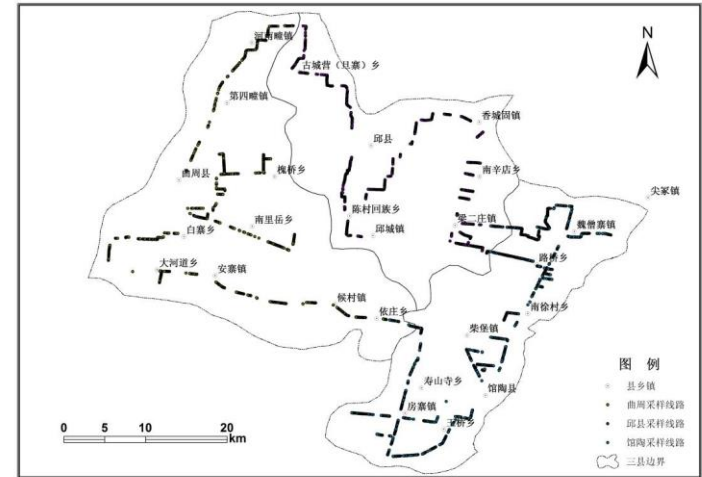 N
河南疃镇
古城营（旦寨）乡
第四疃镇
香城固镇
邱县
曲周县
槐桥乡
南辛店乡
尖冢镇
陈村回族乡
白寨乡
南里岳乡
邱城镇
梁二庄镇
魏僧寨镇
大河道乡
安寨镇
路桥乡
侯村镇
依庄乡
南徐村乡
柴堡镇
寿山寺乡
馆陶县
房寨镇
王桥乡
图 例
县乡镇
曲周采样线路
邱县采样线路
馆陶采样线路
三县边界
0 5 10 20
km